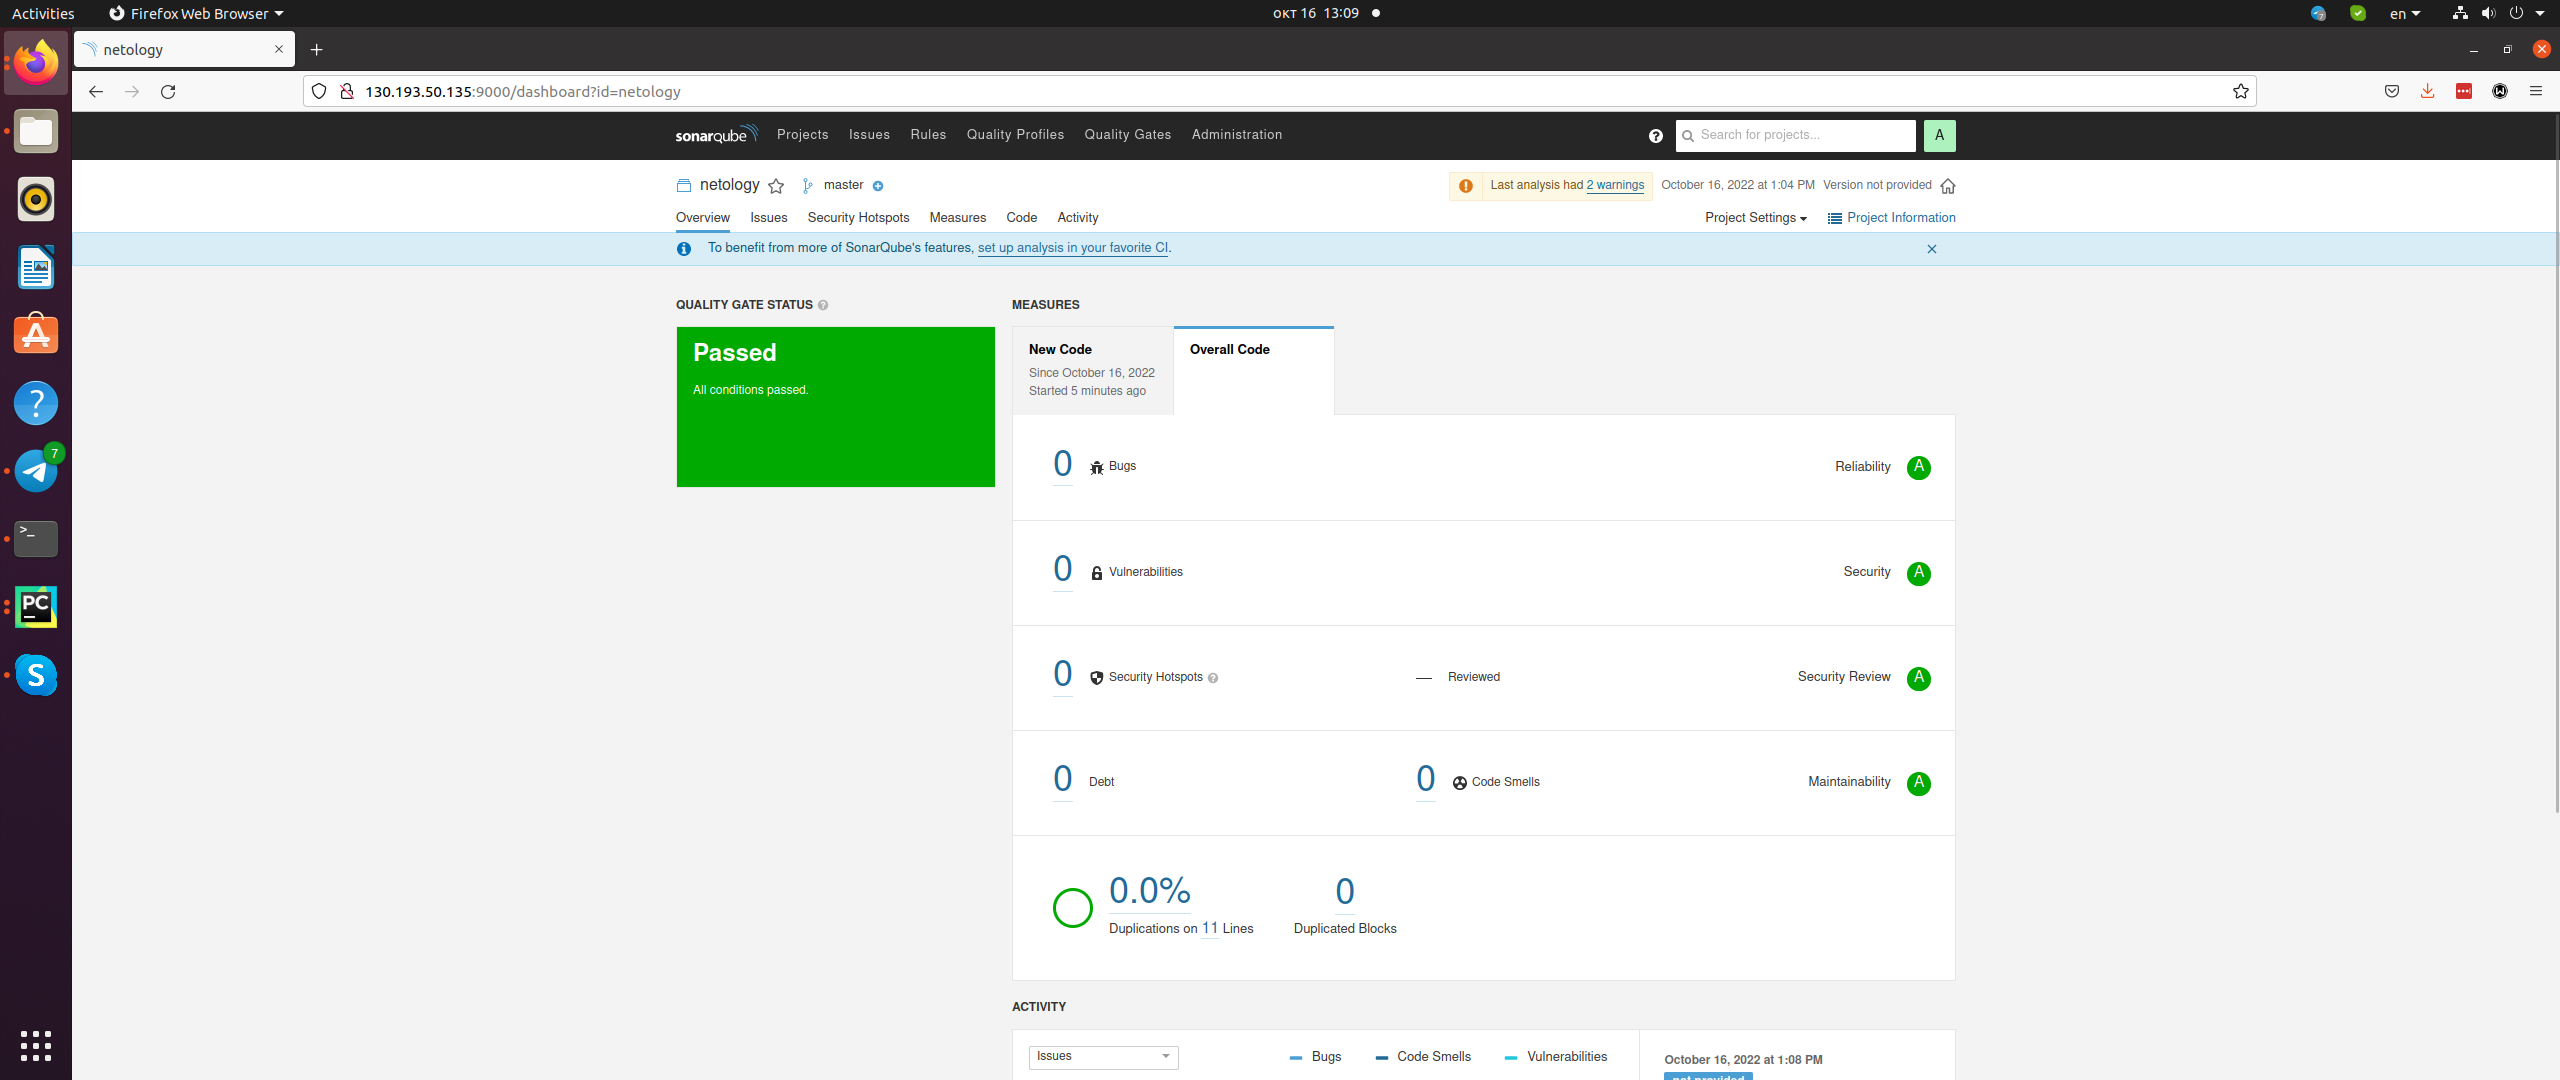 Activities
Firefox Web Browser
окт 16 13:09
en
netology
130.193.50.135:9000/dashboard?id=netology
sonarqube
Projects
Issues
Rules
Quality Profiles
Quality Gates
Administration
Search for projects...
A
netology
master
Last analysis had 2 warnings
October 16, 2022 at 1:04 PM
Version not provided
Overview
Issues
Security Hotspots
Measures
Code
Activity
Project Settings
Project Information
To benefit from more of SonarQube's features, set up analysis in your favorite CI.
QUALITY GATE STATUS
MEASURES
Passed
All conditions passed.
New Code
Since October 16, 2022
Started 5 minutes ago
Overall Code
0 Bugs
Reliability A
0 Vulnerabilities
Security A
0 Security Hotspots
— Reviewed
Security Review A
0 Debt
0 Code Smells
Maintainability A
0.0%
Duplications on 11 Lines
0
Duplicated Blocks
ACTIVITY
Issues
Bugs
Code Smells
Vulnerabilities
October 16, 2022 at 1:08 PM
not provided
7
>_
PC
S